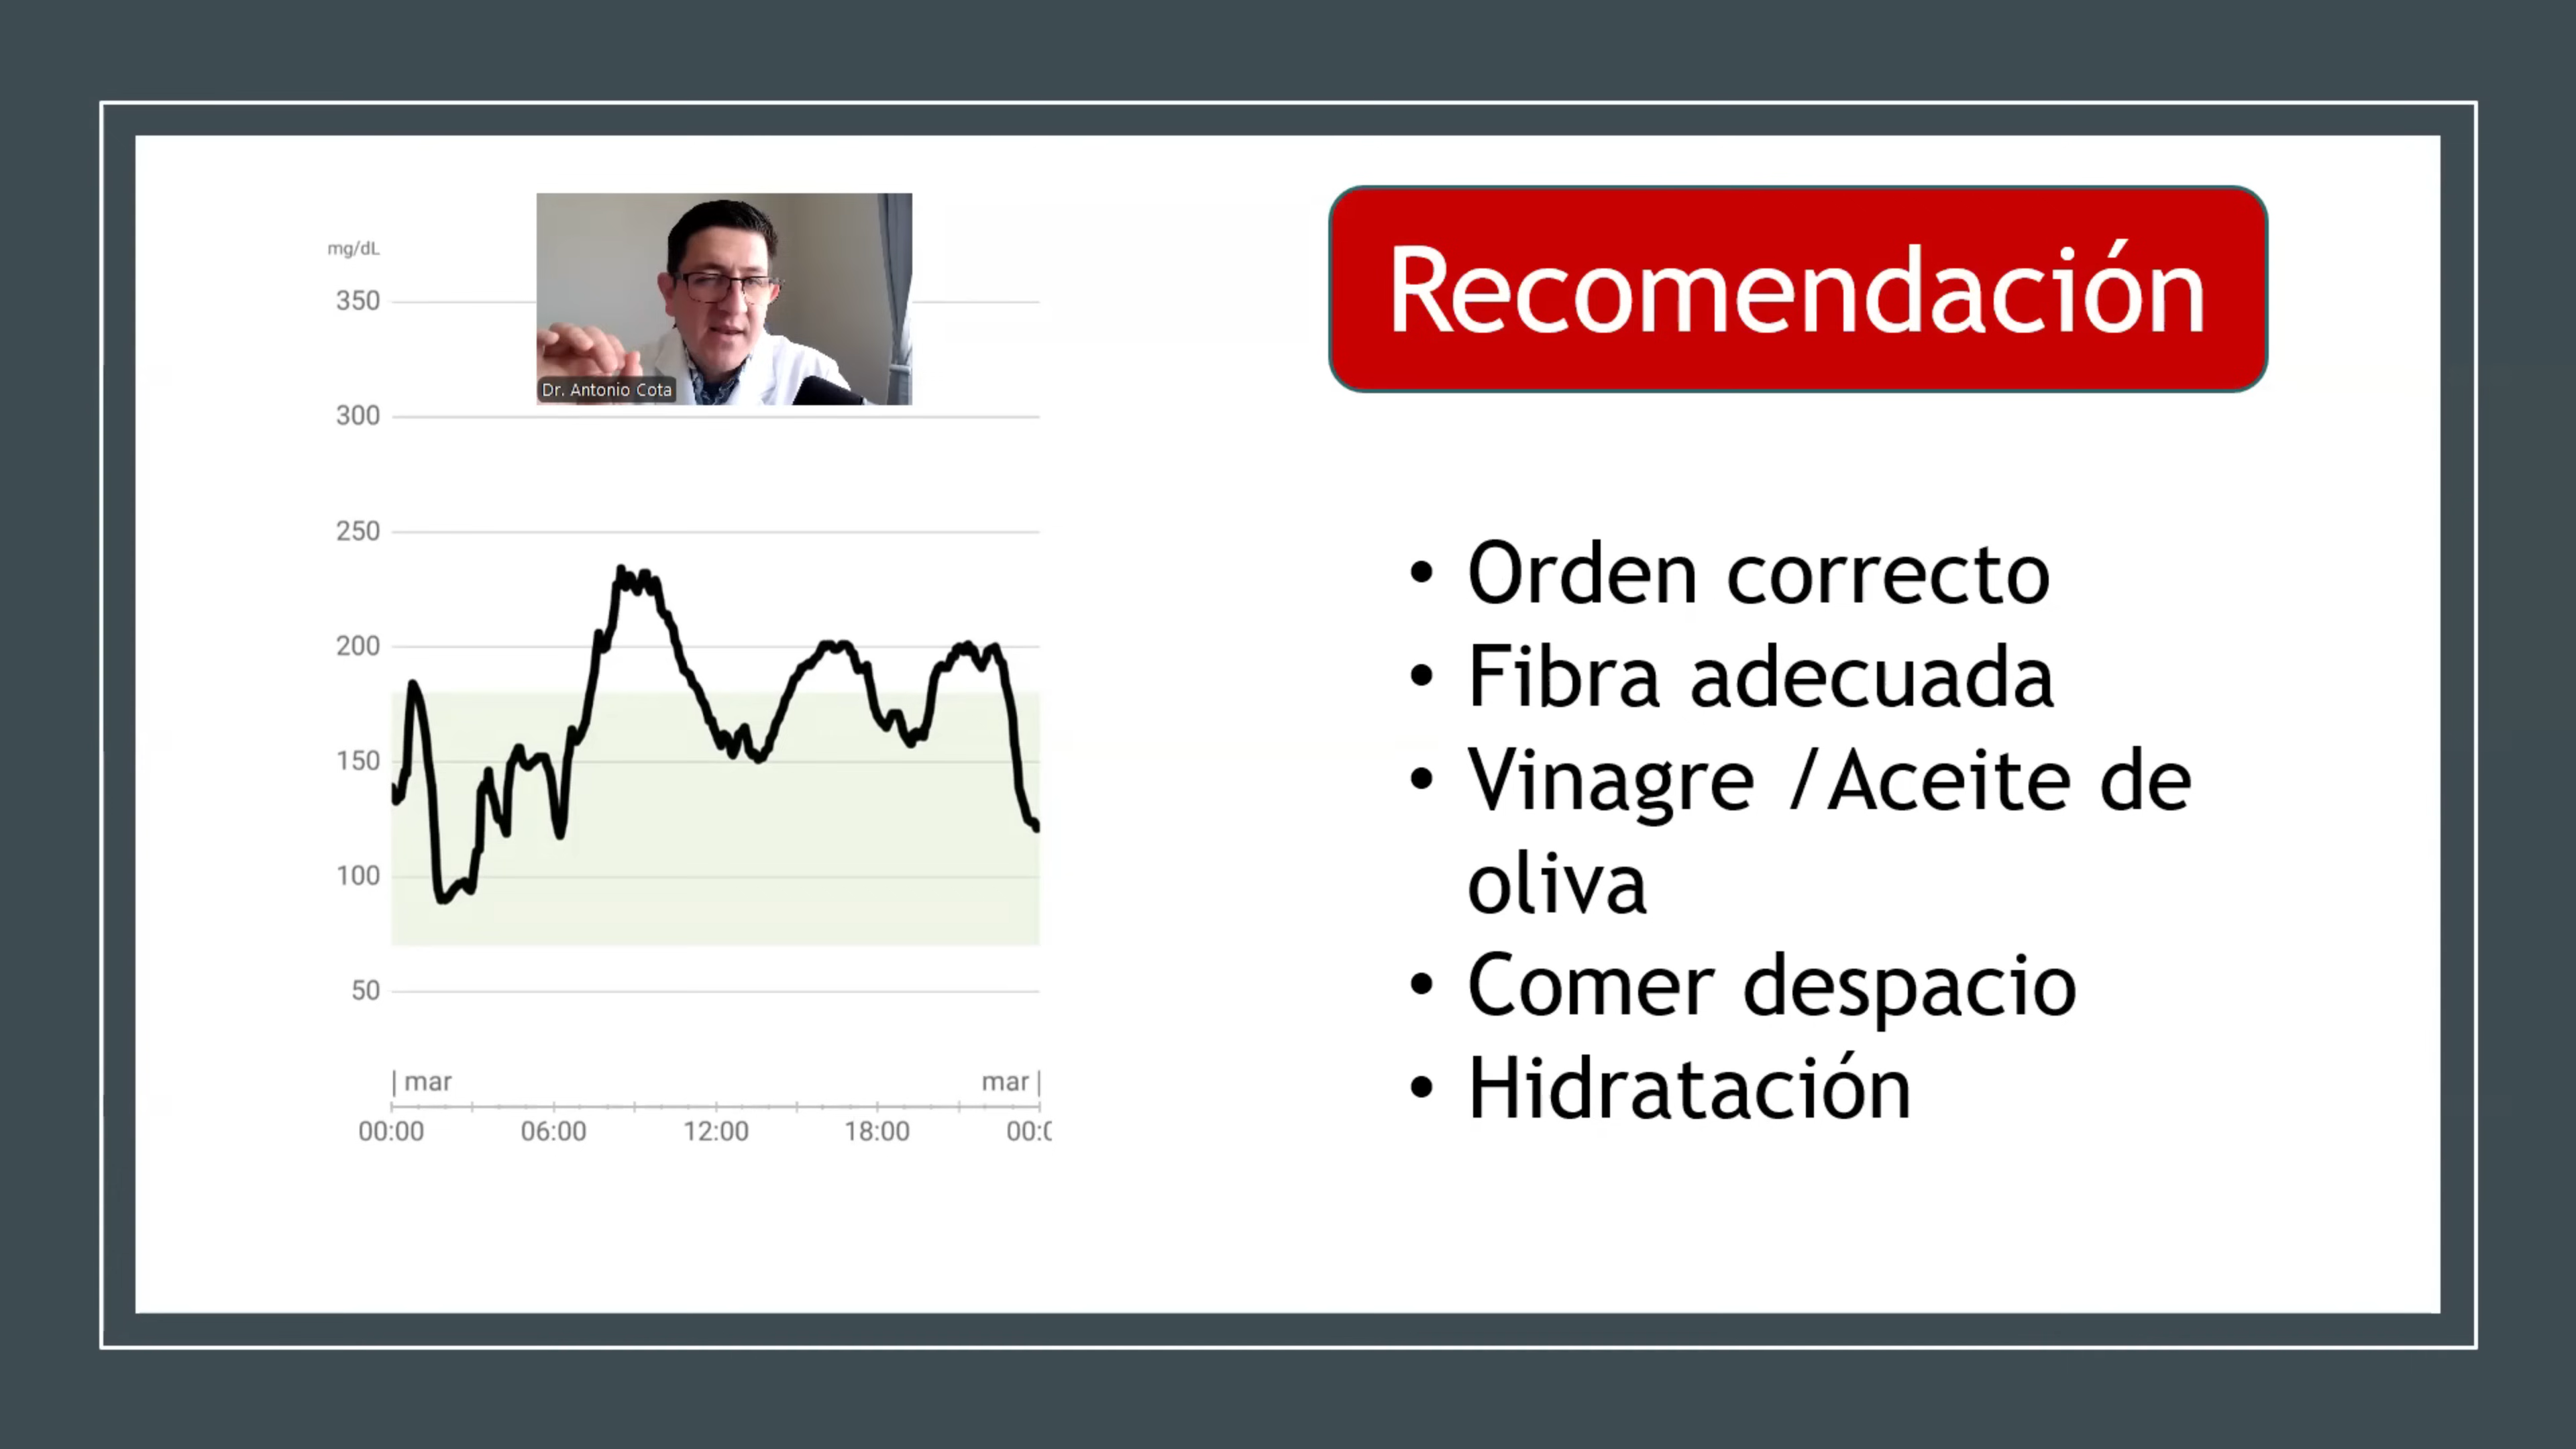 mg/dL
350
300
250
200
150
100
50
| mar
mar |
00:00
06:00
12:00
18:00
Dr. Antonio Cota
Recomendación
• Orden correcto
• Fibra adecuada
• Vinagre /Aceite de
oliva
• Comer despacio
• Hidratación